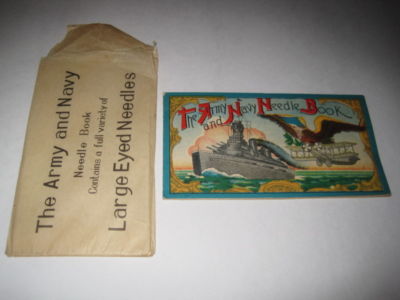 The Army and Navy
Needle Book
Contains a full variety of
Large Eyed Needles
The Army Navy Needle Book
and